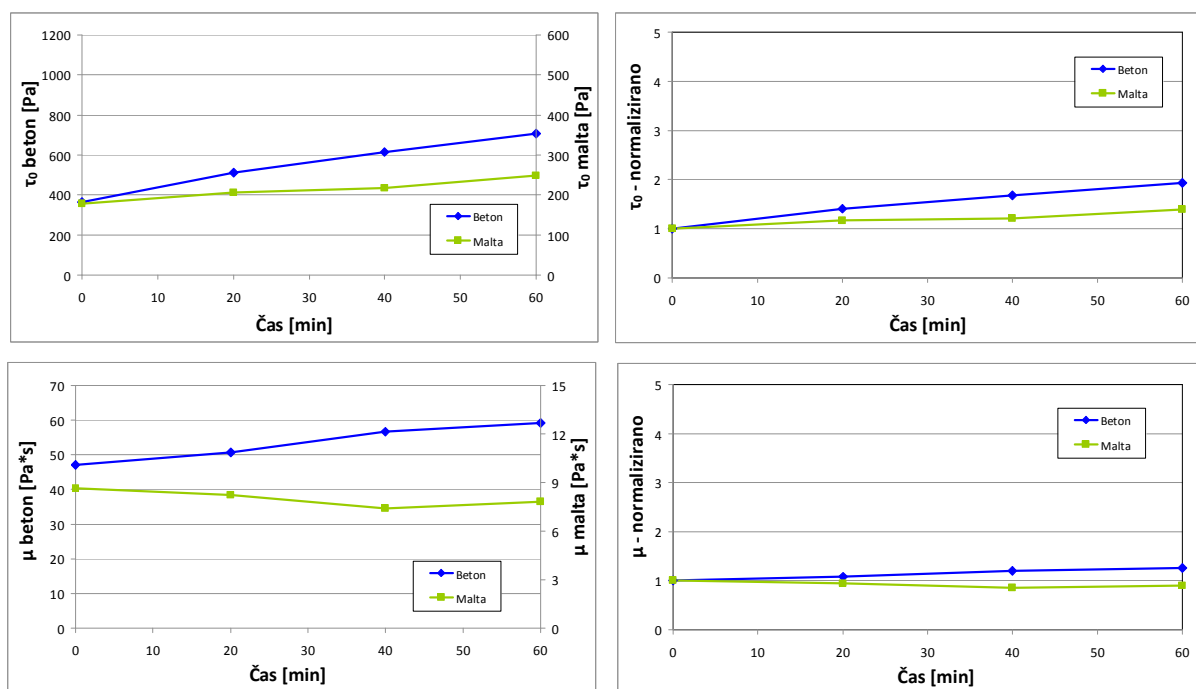 τ₀ beton [Pa]
1200
1000
800
600
400
200
0
600
500
400
300
200
100
0
τ₀ malta [Pa]
Beton
Malta
0 10 20 30 40 50 60
Čas [min]
τ₀ - normalizirano
5
4
3
2
1
0
Beton
Malta
0 10 20 30 40 50 60
Čas [min]
μ beton [Pa*s]
70
60
50
40
30
20
10
0
15
12
9
6
3
0
μ malta [Pa*s]
Beton
Malta
0 10 20 30 40 50 60
Čas [min]
μ - normalizirano
5
4
3
2
1
0
Beton
Malta
0 10 20 30 40 50 60
Čas [min]